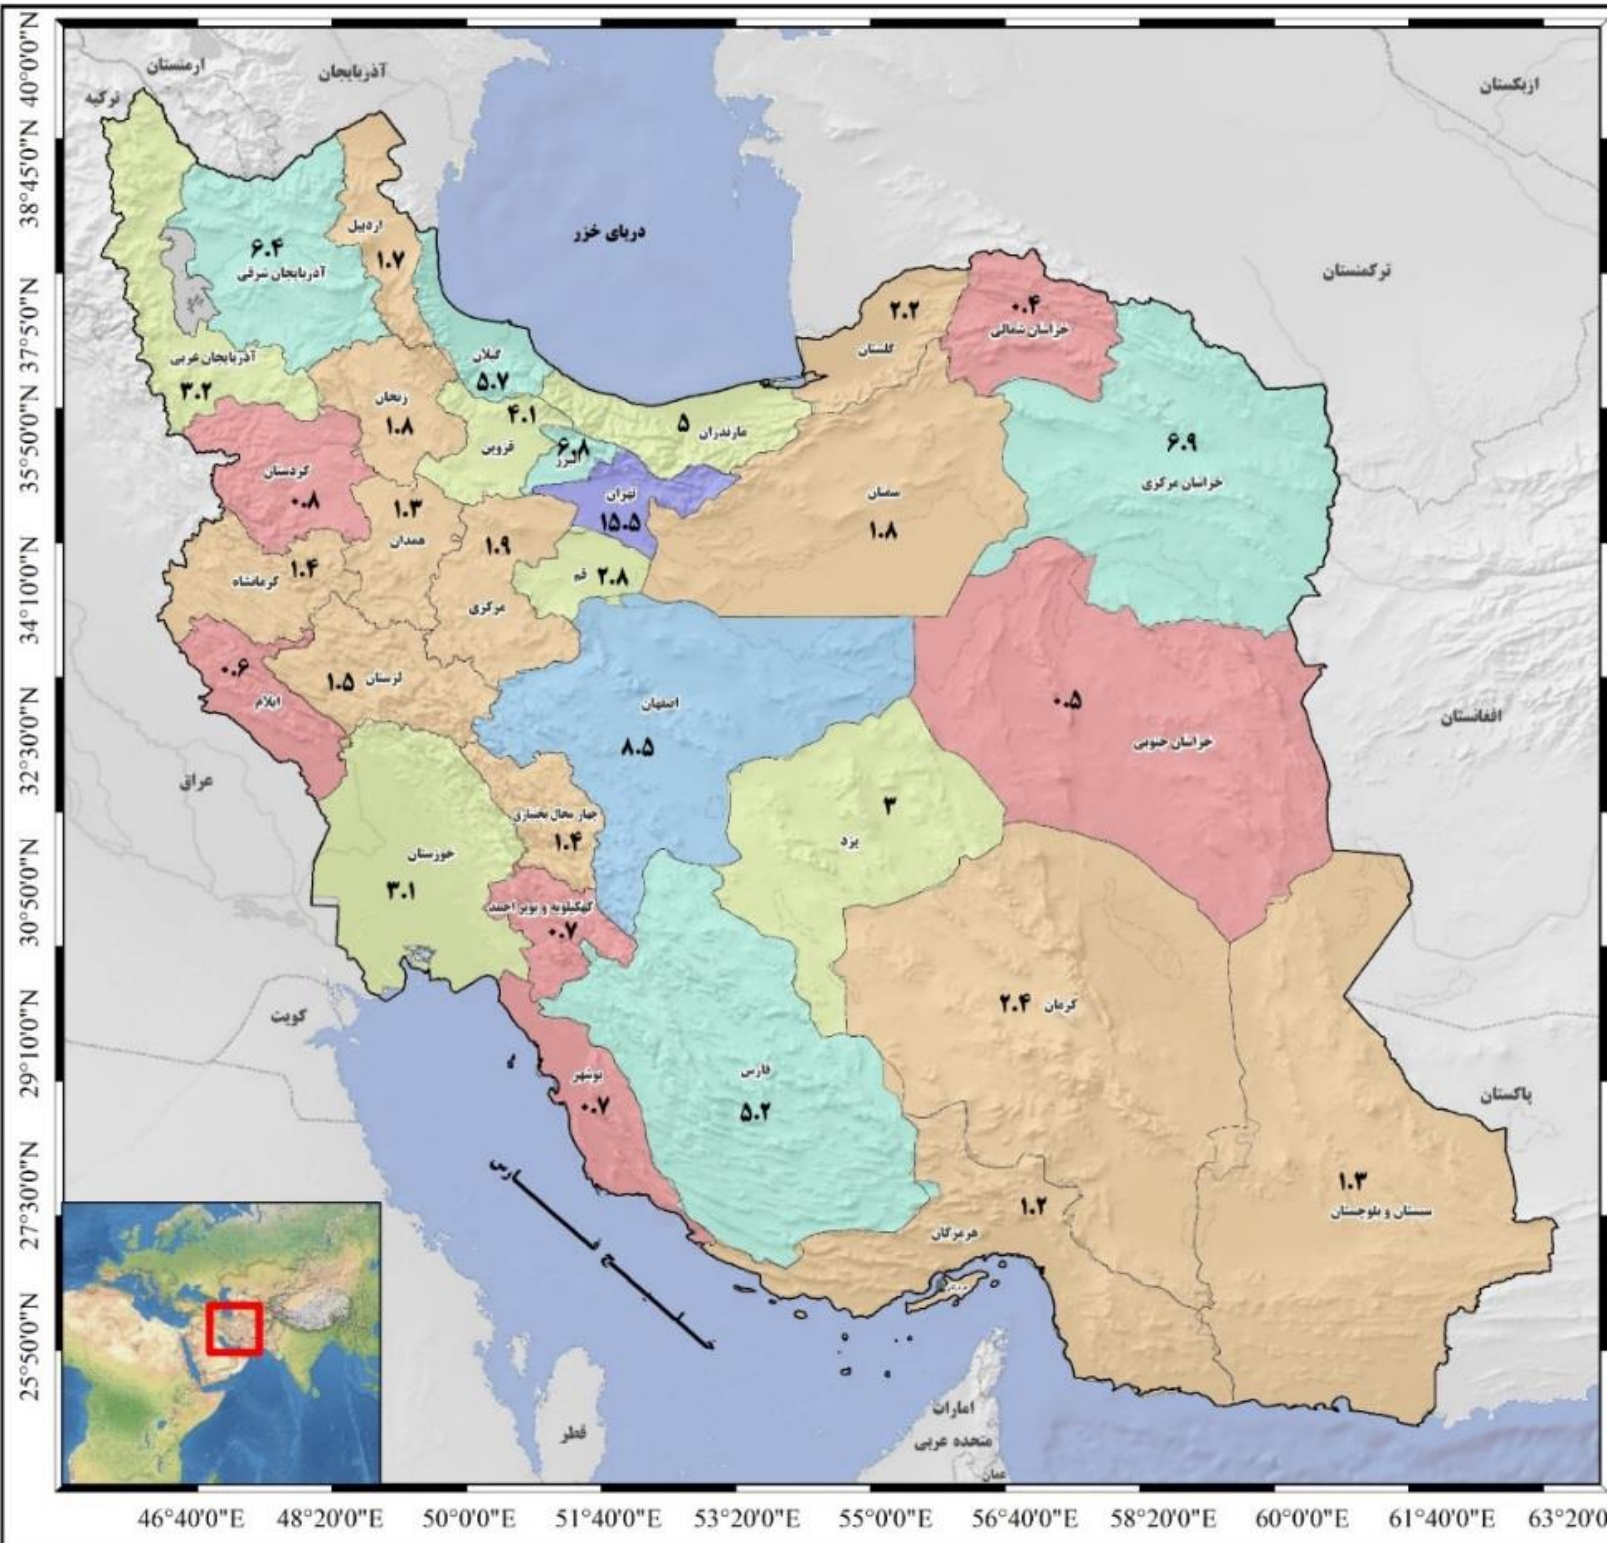 ارمنستان
آذربایجان
ترکیه
ازبکستان
ترکمنستان
افغانستان
پاکستان
عراق
کویت
قطر
امارات
متحده عربی
عمان
دریای خزر
خلیج فارس
۶.۴
آذربایجان شرقی
اردبیل
۱.۷
آذربایجان غربی
۳.۲
گیلان
۵.۷
زنجان
۱.۸
۴.۱
قزوین
۶.۸
البرز
۵ مازندران
۲.۲
گلستان
۰.۴
خراسان شمالی
۶.۹
خراسان مرکزی
کردستان
۰.۸
۱.۳
همدان
تهران
۱۵.۵
سمنان
۱.۸
۱.۹
مرکزی
قم ۲.۸
۱.۴
کرمانشاه
۰.۶
ایلام
لرستان ۱.۵
اصفهان
۸.۵
۰.۵
خراسان جنوبی
۳
یزد
چهار محال بختیاری
۱.۴
خوزستان
۳.۱
کهکیلویه و بویر احمد
۰.۷
کرمان ۲.۴
بوشهر
۰.۷
فارس
۵.۲
۱.۲
هرمزگان
۱.۳
سیستان و بلوچستان
40°0'0"N
38°45'0"N
37°5'0"N
35°50'0"N
34°10'0"N
32°30'0"N
30°50'0"N
29°10'0"N
27°30'0"N
25°50'0"N
46°40'0"E 48°20'0"E 50°0'0"E 51°40'0"E 53°20'0"E 55°0'0"E 56°40'0"E 58°20'0"E 60°0'0"E 61°40'0"E 63°20'0